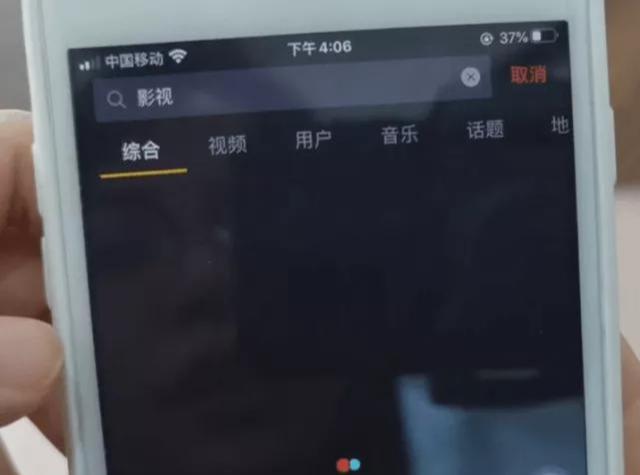 中国移动 下午4:06 37%
影视 取消
综合 视频 用户 音乐 话题 地